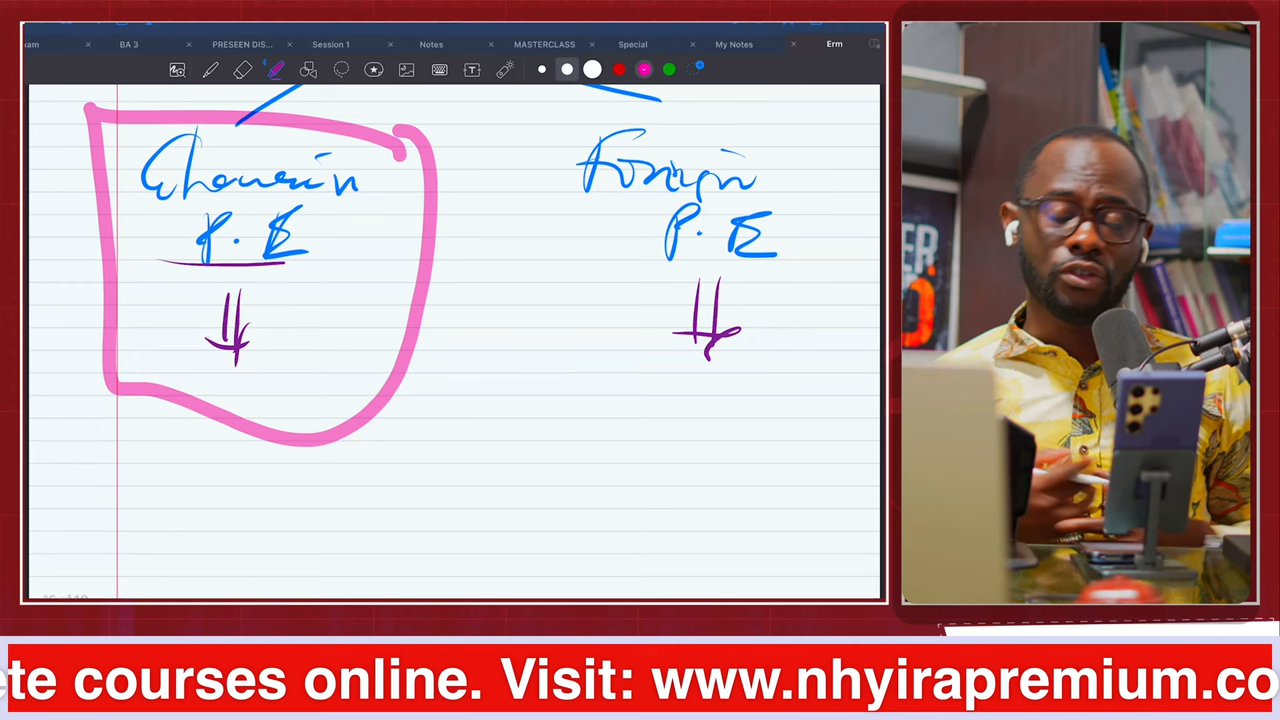 am
BA 3
PRESEEN DIS...
Session 1
Notes
MASTERCLASS
Special
My Notes
Erm
Ghanaian
P. E
Foreign
P. E
ete courses online. Visit: www.nhyirapremium.co